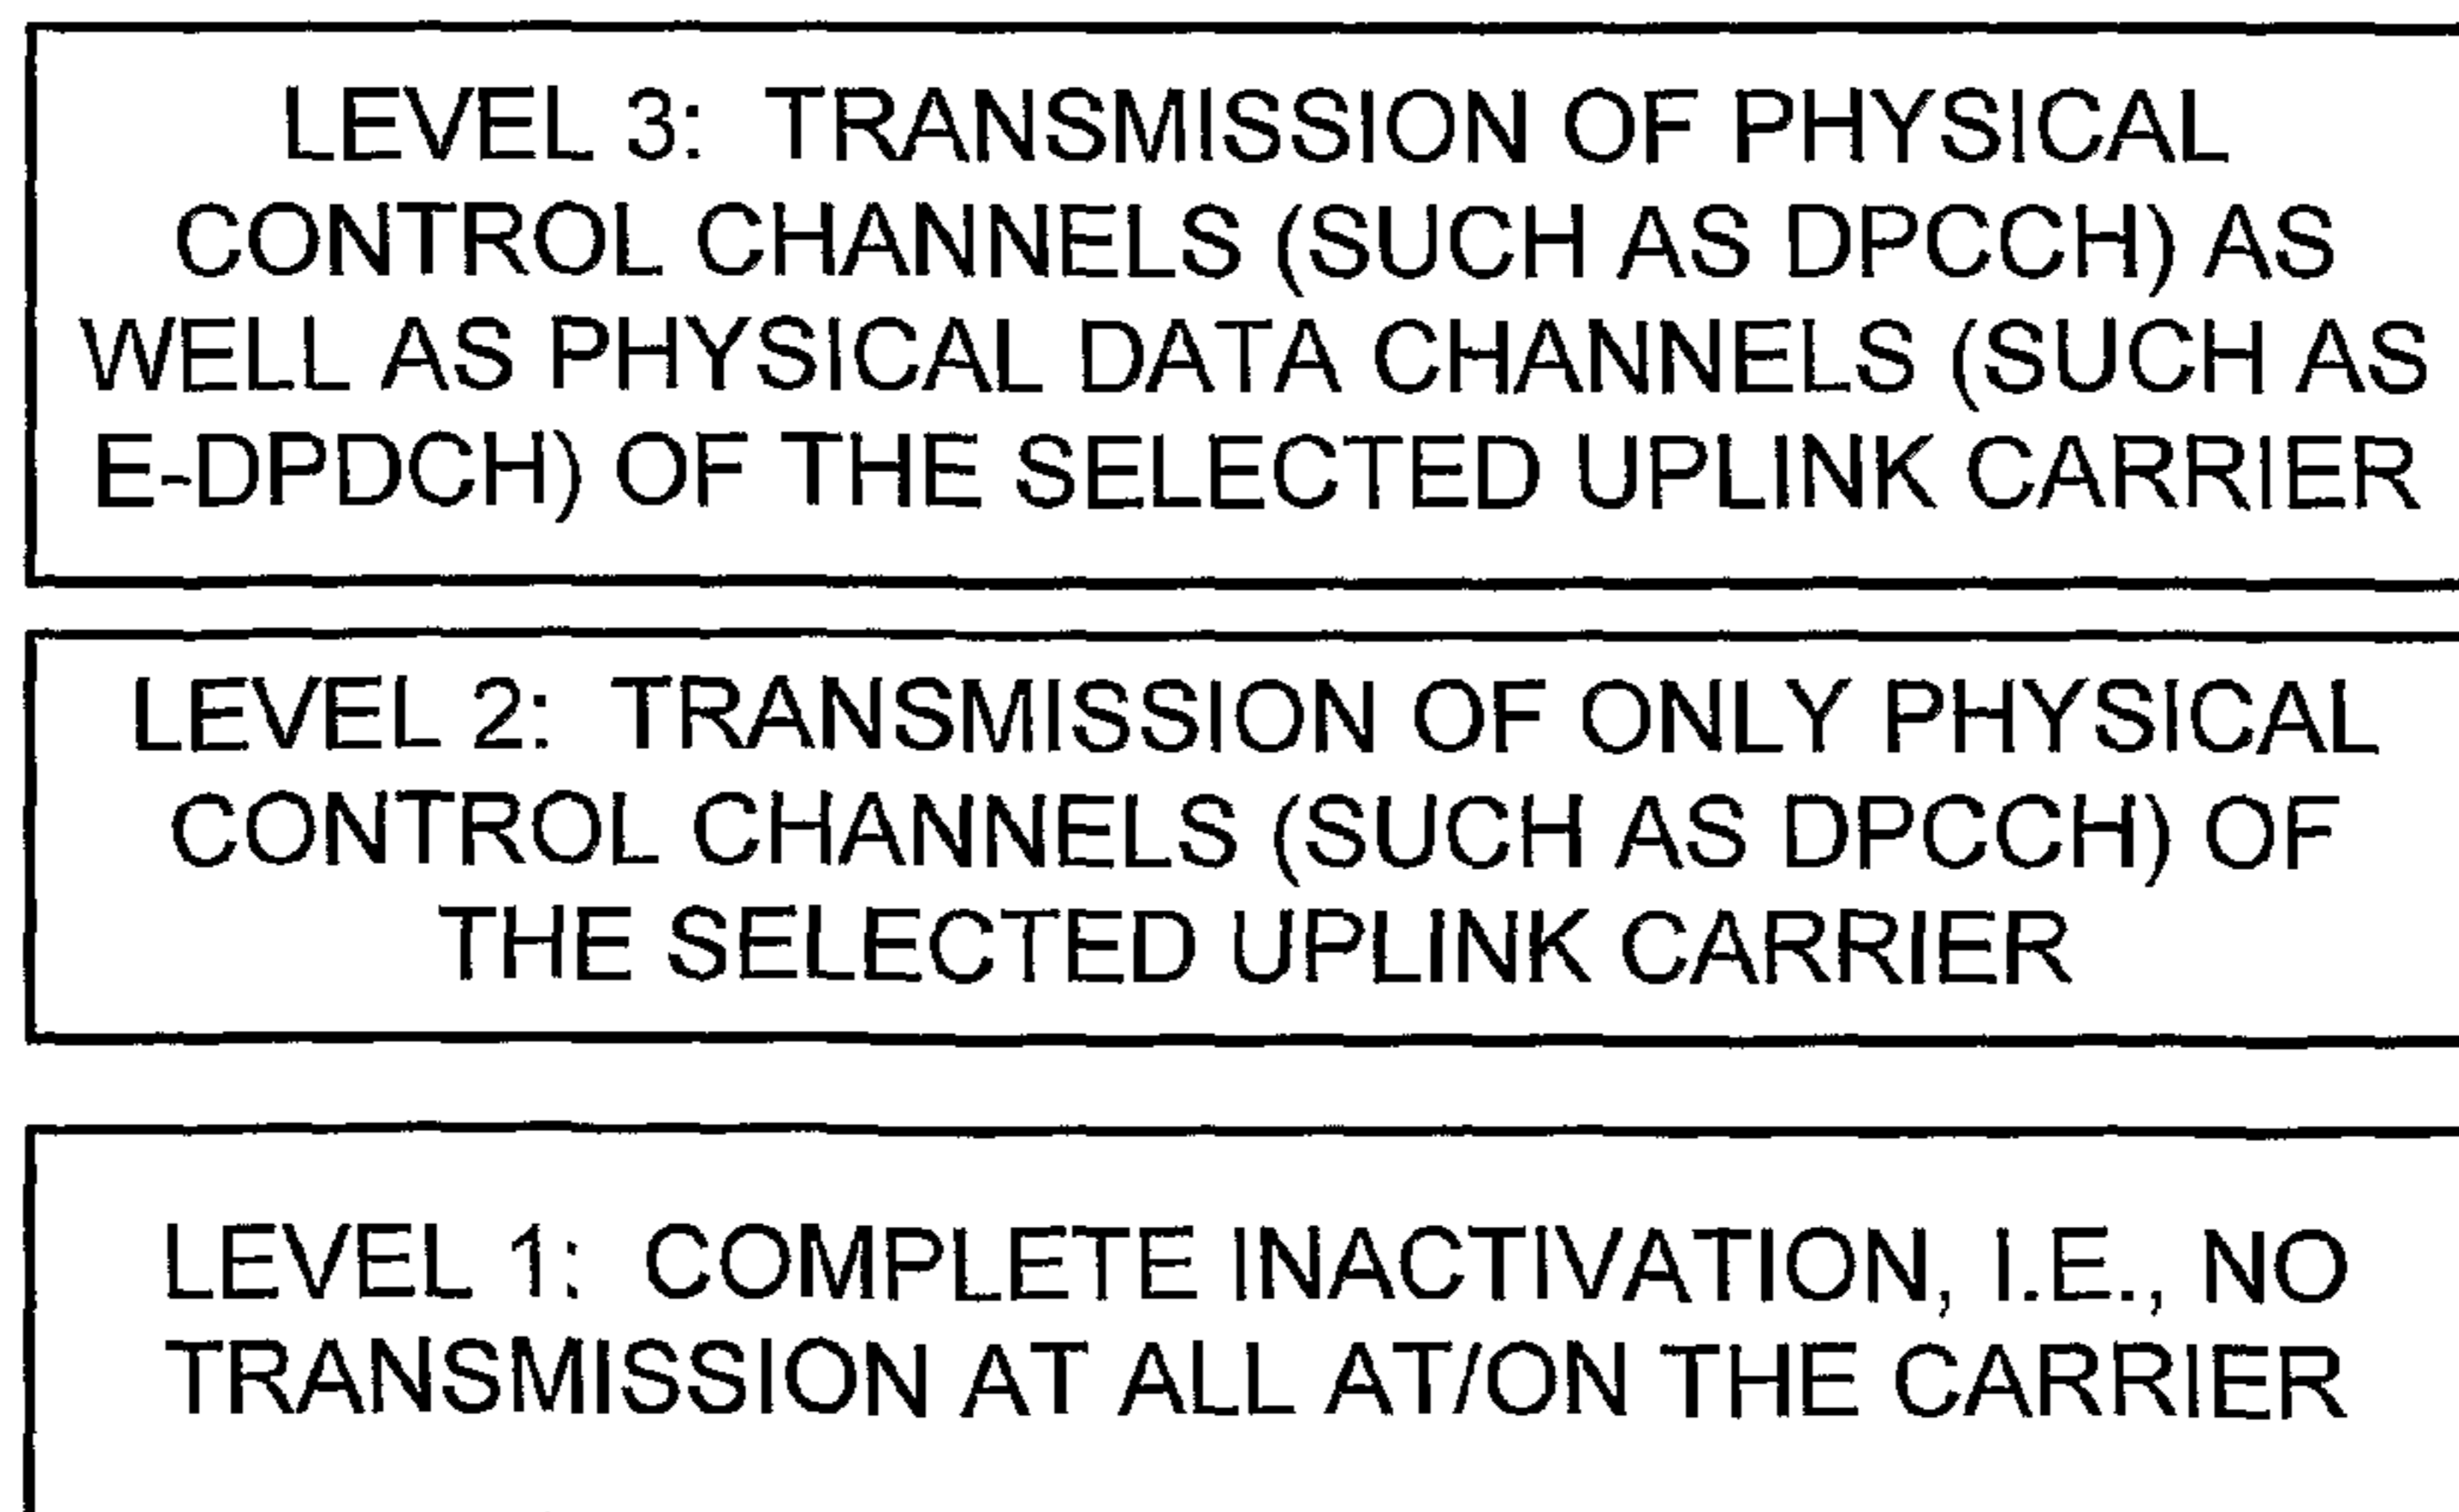 LEVEL 3: TRANSMISSION OF PHYSICAL
CONTROL CHANNELS (SUCH AS DPCCH) AS
WELL AS PHYSICAL DATA CHANNELS (SUCH AS
E-DPDCH) OF THE SELECTED UPLINK CARRIER
LEVEL 2: TRANSMISSION OF ONLY PHYSICAL
CONTROL CHANNELS (SUCH AS DPCCH) OF
THE SELECTED UPLINK CARRIER
LEVEL 1: COMPLETE INACTIVATION, I.E., NO
TRANSMISSION AT ALL AT/ON THE CARRIER